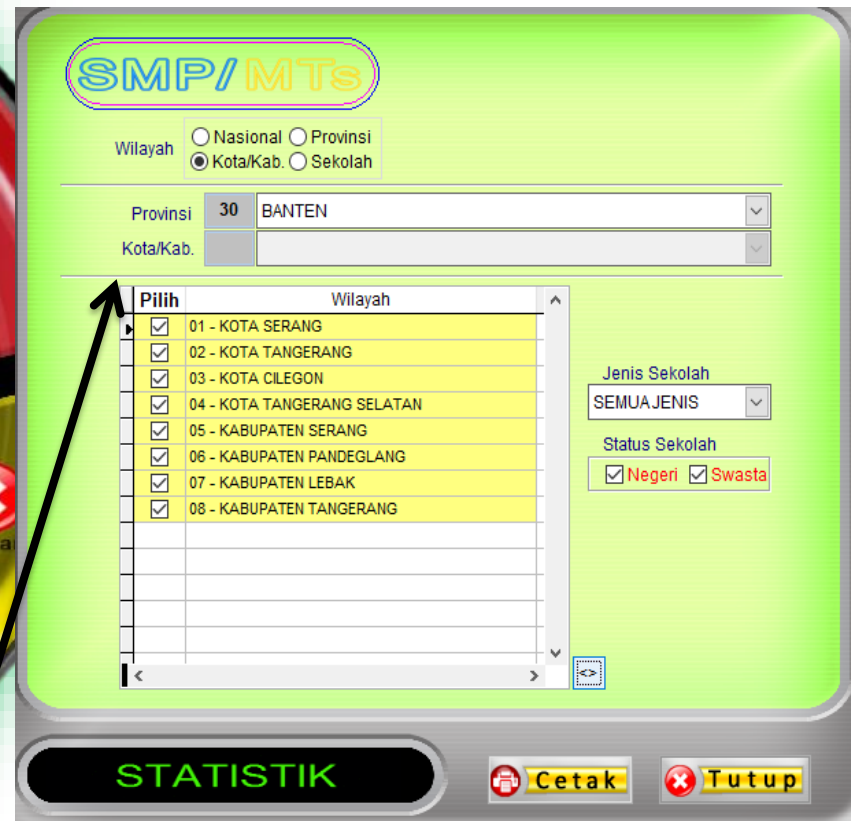 SMP/MTs
Wilayah
Nasional Provinsi
Kota/Kab. Sekolah
Provinsi 30 BANTEN
Kota/Kab.
Pilih Wilayah
01 - KOTA SERANG
02 - KOTA TANGERANG
03 - KOTA CILEGON
04 - KOTA TANGERANG SELATAN
05 - KABUPATEN SERANG
06 - KABUPATEN PANDEGLANG
07 - KABUPATEN LEBAK
08 - KABUPATEN TANGERANG
Jenis Sekolah
SEMUA JENIS
Status Sekolah
Negeri Swasta
<>
STATISTIK
Cetak Tutup